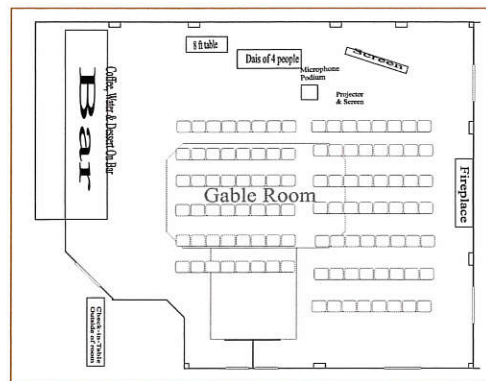 8 ft table
Dais of 4 people
Screen
Microphone
Podium
Projector
& Screen
Bar
Coffee, Water & Dessert On Bar
Gable Room
Fireplace
Check-in-Table
Outside of room